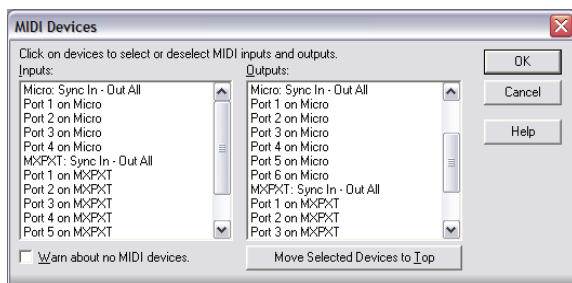 MIDI Devices
Click on devices to select or deselect MIDI inputs and outputs.
Inputs:
Micro: Sync In - Out All
Port 1 on Micro
Port 2 on Micro
Port 3 on Micro
Port 4 on Micro
MXPXT: Sync In - Out All
Port 1 on MXPXT
Port 2 on MXPXT
Port 3 on MXPXT
Port 4 on MXPXT
Port 5 on MXPXT
Outputs:
Micro: Sync In - Out All
Port 1 on Micro
Port 2 on Micro
Port 3 on Micro
Port 4 on Micro
Port 5 on Micro
Port 6 on Micro
MXPXT: Sync In - Out All
Port 1 on MXPXT
Port 2 on MXPXT
Port 3 on MXPXT
OK
Cancel
Help
Warn about no MIDI devices.
Move Selected Devices to Top